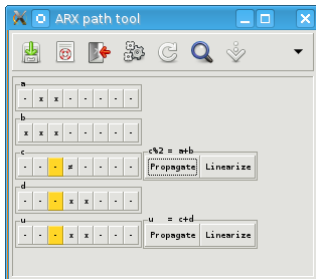 ARX path tool
a
- x x - - - - -
b
x x x - - - - -
c c%2 = a+b
- - - ≠ - - - - Propagate Linearize
d
- - - x x - - -
u u = c+d
- - - x x - - - Propagate Linearize